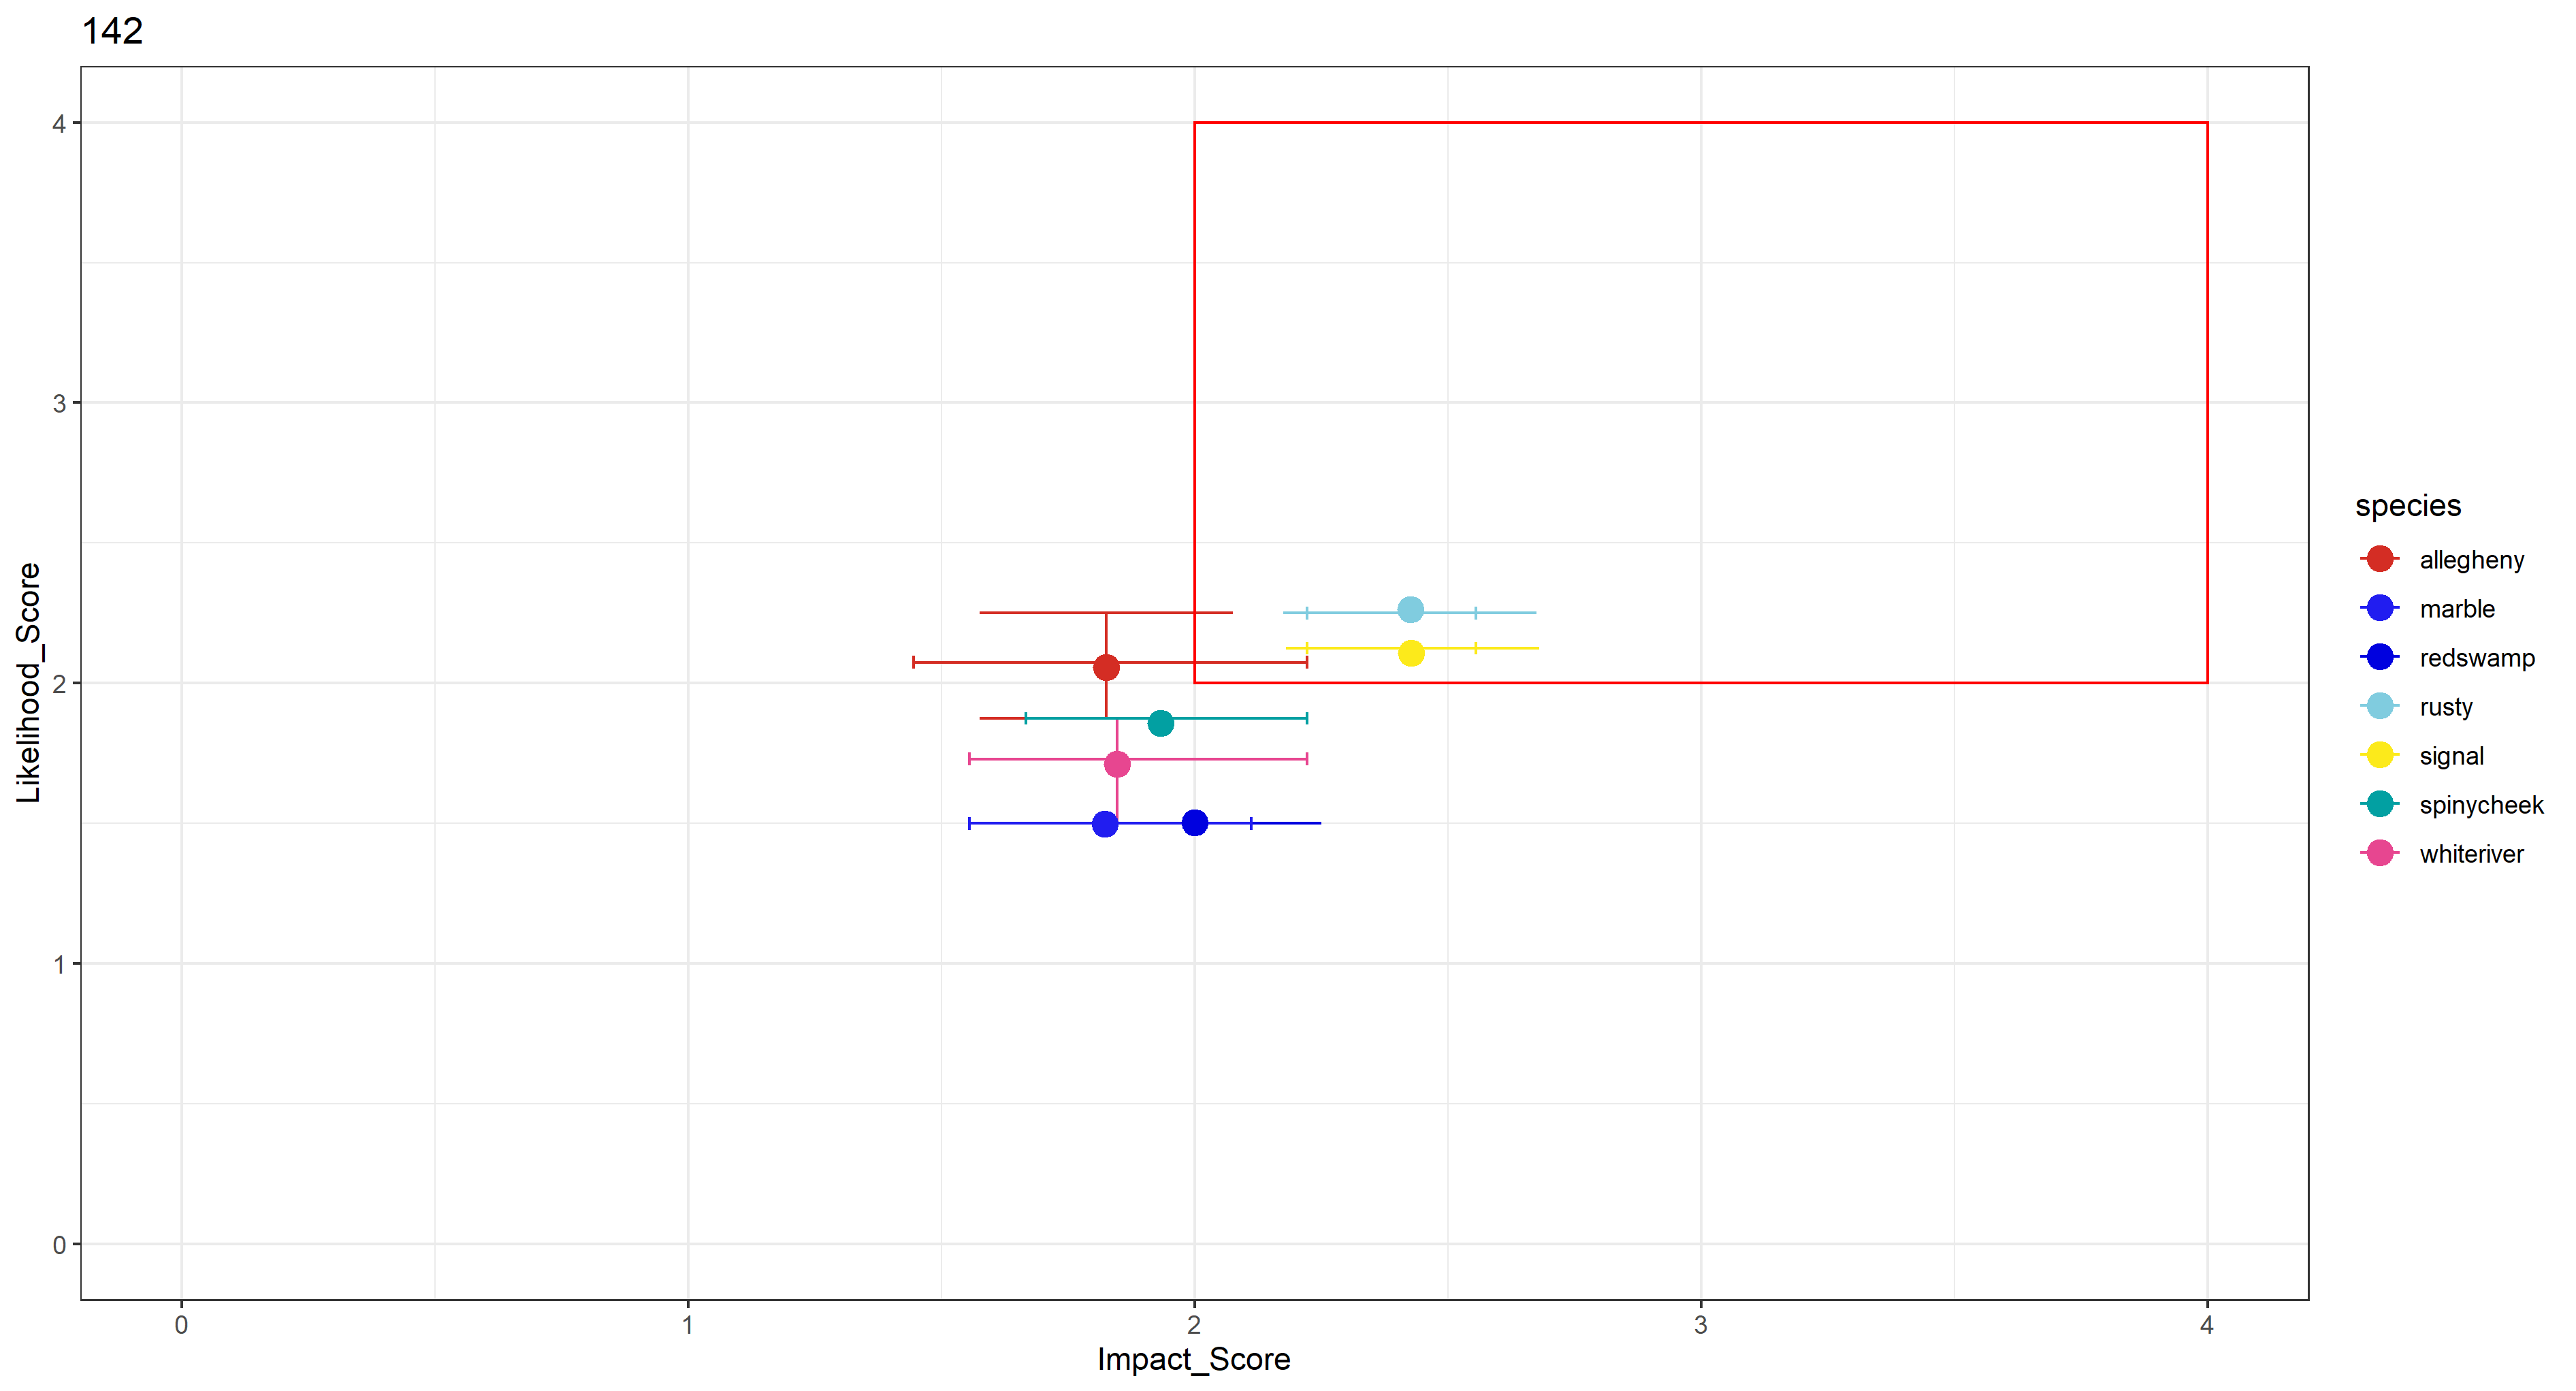 142
4
3
2
1
0
Likelihood_Score
0 1 2 3 4
Impact_Score
species
allegheny
marble
redswamp
rusty
signal
spinycheek
whiteriver